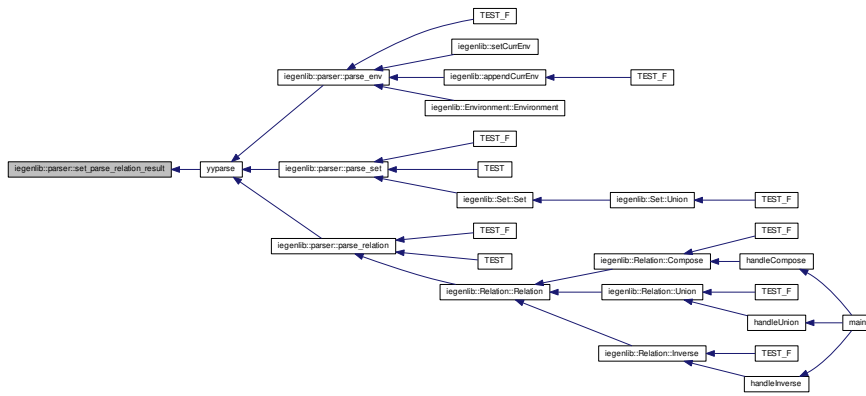 TEST_F
iegenlib::setCurrEnv
iegenlib::parser::parse_env
iegenlib::appendCurrEnv
TEST_F
iegenlib::Environment::Environment
TEST_F
iegenlib::parser::set_parse_relation_result
yyparse
iegenlib::parser::parse_set
TEST
iegenlib::Set::Set
iegenlib::Set::Union
TEST_F
TEST_F
TEST_F
iegenlib::parser::parse_relation
TEST
iegenlib::Relation::Compose
handleCompose
iegenlib::Relation::Relation
iegenlib::Relation::Union
TEST_F
handleUnion
main
iegenlib::Relation::Inverse
TEST_F
handleInverse